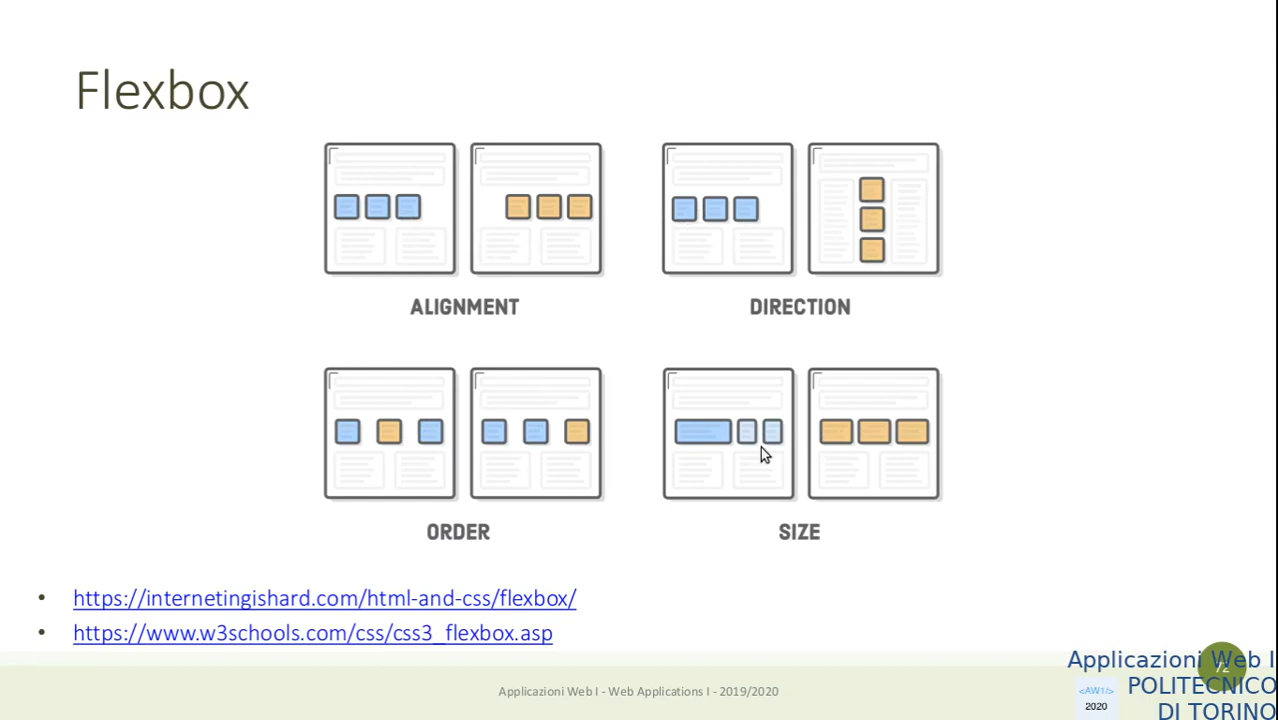 Flexbox
ALIGNMENT
DIRECTION
ORDER
SIZE
• https://internetingishard.com/html-and-css/flexbox/
• https://www.w3schools.com/css/css3_flexbox.asp
Applicazioni Web I - Web Applications I - 2019/2020
72
Applicazioni Web I
POLITECNICO
DI TORINO
<AW1/>
2020